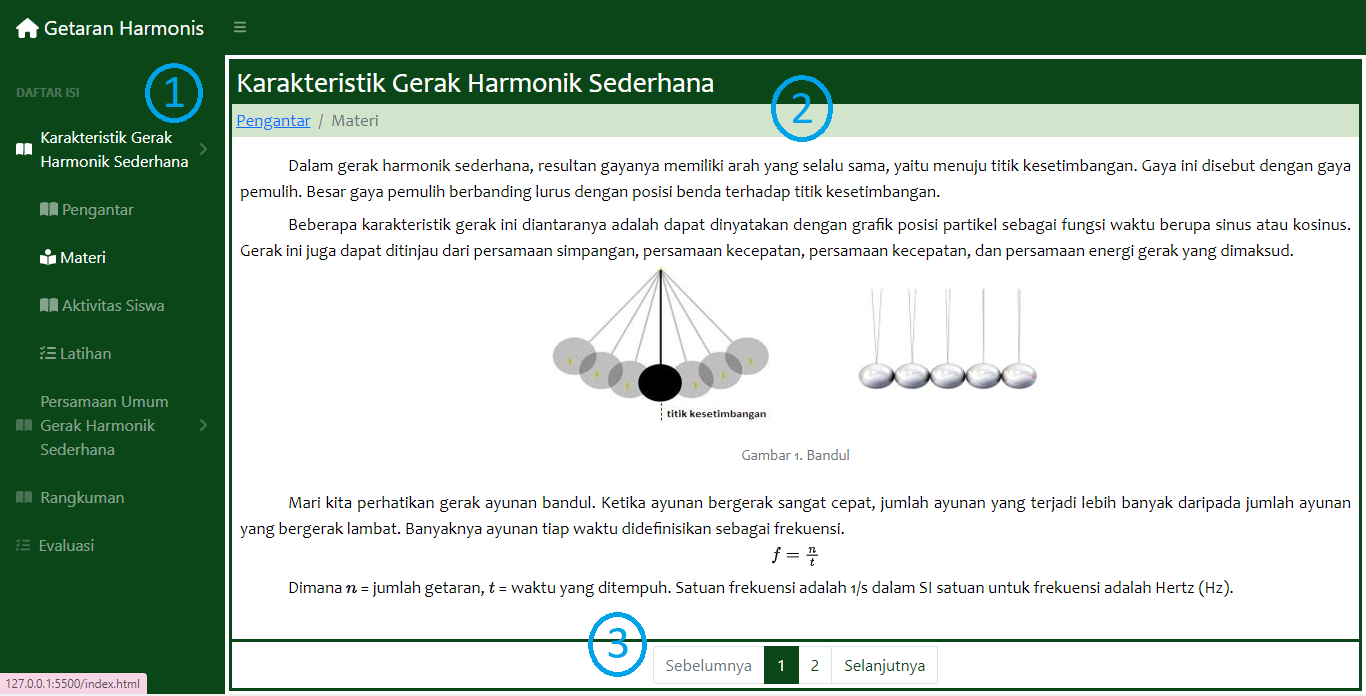 Getaran Harmonis
DAFTAR ISI
1
Karakteristik Gerak
Harmonik Sederhana
Pengantar
Materi
Aktivitas Siswa
Latihan
Persamaan Umum
Gerak Harmonik
Sederhana
Rangkuman
Evaluasi
127.0.0.1:5500/index.html
Karakteristik Gerak Harmonik Sederhana
2
Pengantar / Materi
Dalam gerak harmonik sederhana, resultan gayanya memiliki arah yang selalu sama, yaitu menuju titik kesetimbangan. Gaya ini disebut dengan gaya
pemulih. Besar gaya pemulih berbanding lurus dengan posisi benda terhadap titik kesetimbangan.
Beberapa karakteristik gerak ini diantaranya adalah dapat dinyatakan dengan grafik posisi partikel sebagai fungsi waktu berupa sinus atau kosinus.
Gerak ini juga dapat ditinjau dari persamaan simpangan, persamaan kecepatan, persamaan kecepatan, dan persamaan energi gerak yang dimaksud.
titik kesetimbangan
Gambar 1. Bandul
Mari kita perhatikan gerak ayunan bandul. Ketika ayunan bergerak sangat cepat, jumlah ayunan yang terjadi lebih banyak daripada jumlah ayunan
yang bergerak lambat. Banyaknya ayunan tiap waktu didefinisikan sebagai frekuensi.
f = n/t
Dimana n = jumlah getaran, t = waktu yang ditempuh. Satuan frekuensi adalah 1/s dalam SI satuan untuk frekuensi adalah Hertz (Hz).
3
Sebelumnya 1 2 Selanjutnya